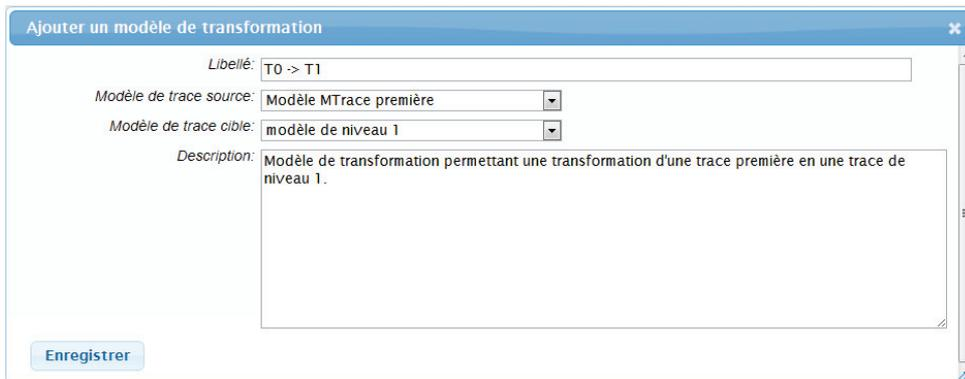 Ajouter un modèle de transformation
Libellé: T0 -> T1
Modèle de trace source: Modèle MTrace première
Modèle de trace cible: modèle de niveau 1
Description: Modèle de transformation permettant une transformation d'une trace première en une trace de
niveau 1.
Enregistrer